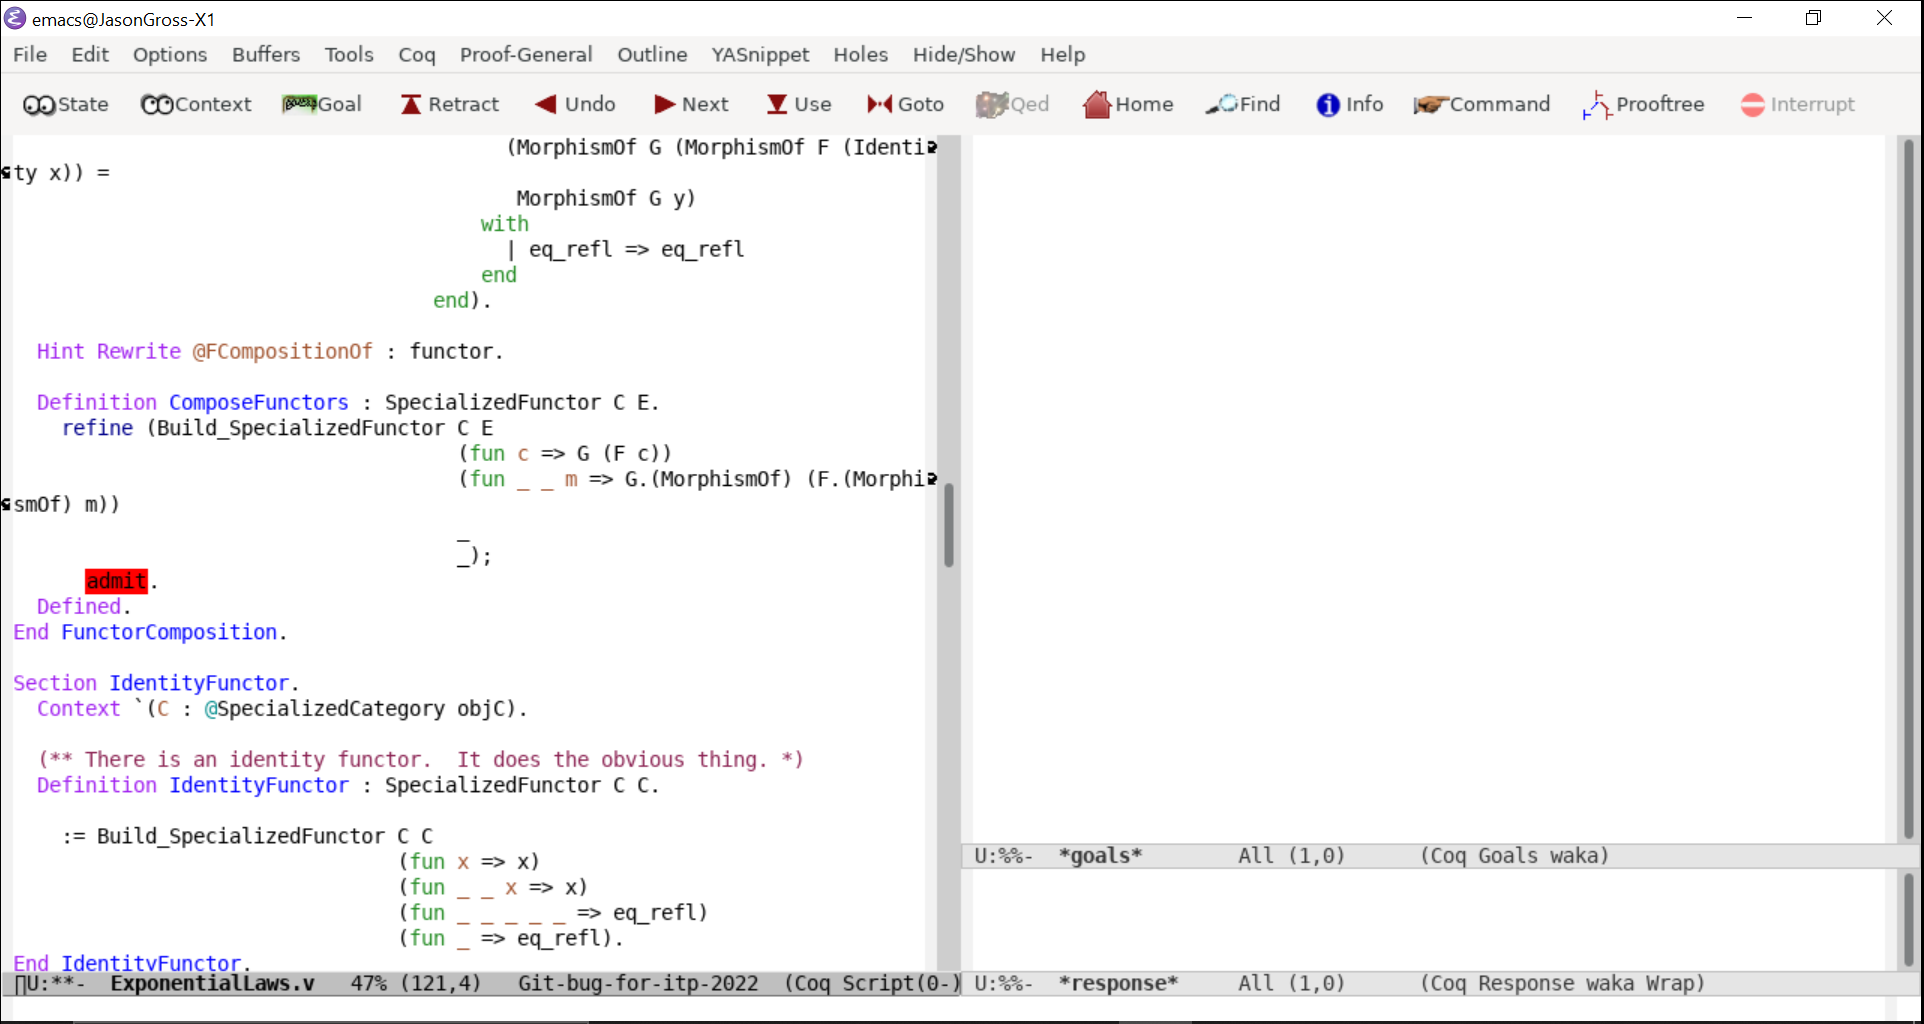 emacs@JasonGross-X1
File Edit Options Buffers Tools Coq Proof-General Outline YASnippet Holes Hide/Show Help
State Context Goal Retract Undo Next Use Goto Qed Home Find Info Command Prooftree Interrupt
(MorphismOf G (MorphismOf F (Identi
ty x)) =
MorphismOf G y)
with
| eq_refl => eq_refl
end
end).
Hint Rewrite @FCompositionOf : functor.
Definition ComposeFunctors : SpecializedFunctor C E.
refine (Build_SpecializedFunctor C E
(fun c => G (F c))
(fun _ _ m => G.(MorphismOf) (F.(Morphi
smOf) m))
_
_);
admit.
Defined.
End FunctorComposition.
Section IdentityFunctor.
Context `(C : @SpecializedCategory objC).
(** There is an identity functor.  It does the obvious thing. *)
Definition IdentityFunctor : SpecializedFunctor C C.
:= Build_SpecializedFunctor C C
(fun x => x)
(fun _ _ x => x)
(fun _ _ _ _ _ => eq_refl)
(fun _ => eq_refl).
End IdentityFunctor.
U:**-  ExponentialLaws.v   47% (121,4)   Git-bug-for-itp-2022  (Coq Script(0-)
U:%%-  *goals*        All (1,0)      (Coq Goals waka)
U:%%-  *response*     All (1,0)      (Coq Response waka Wrap)